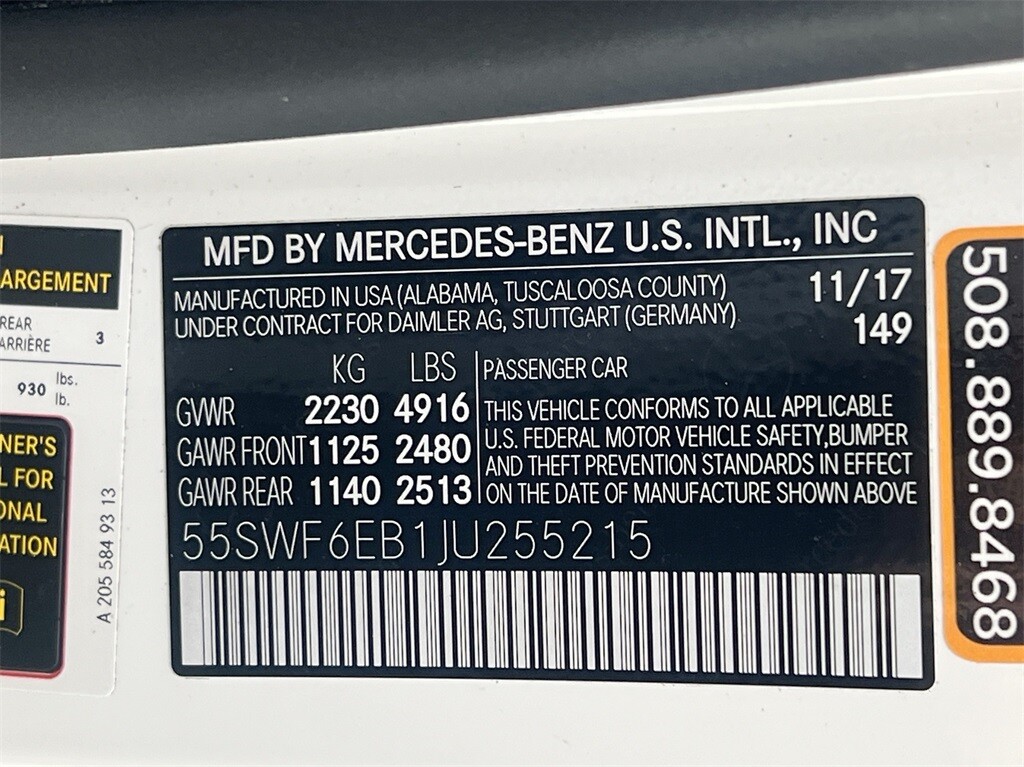 ARGEMENT
REAR
ARRIÈRE 3
930 lbs.
lb.
NER'S
L FOR
ONAL
ATION
i
A 205 584 93 13
MFD BY MERCEDES-BENZ U.S. INTL., INC
MANUFACTURED IN USA (ALABAMA, TUSCALOOSA COUNTY) 11/17
UNDER CONTRACT FOR DAIMLER AG, STUTTGART (GERMANY) 149
KG LBS PASSENGER CAR
GVWR 2230 4916 THIS VEHICLE CONFORMS TO ALL APPLICABLE
U.S. FEDERAL MOTOR VEHICLE SAFETY,BUMPER
GAWR FRONT 1125 2480 AND THEFT PREVENTION STANDARDS IN EFFECT
GAWR REAR 1140 2513 ON THE DATE OF MANUFACTURE SHOWN ABOVE
55SWF6EB1JU255215
508.889.8468